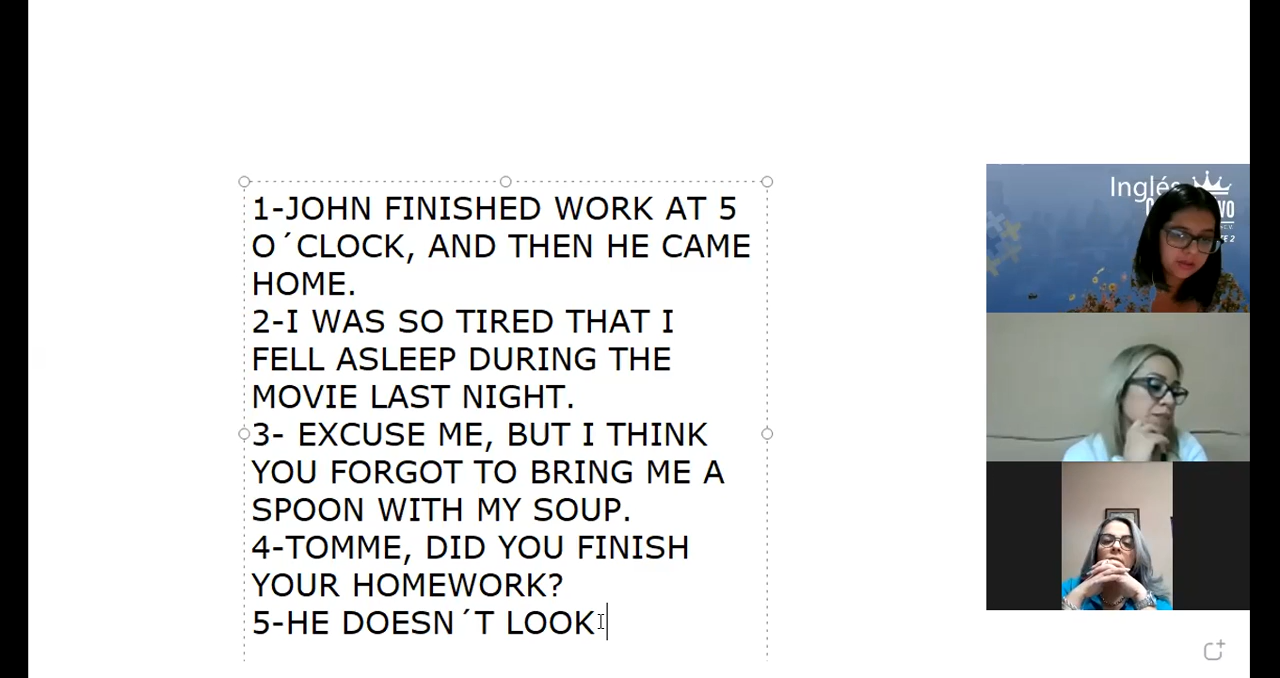 1-JOHN FINISHED WORK AT 5
O´CLOCK, AND THEN HE CAME
HOME.
2-I WAS SO TIRED THAT I
FELL ASLEEP DURING THE
MOVIE LAST NIGHT.
3- EXCUSE ME, BUT I THINK
YOU FORGOT TO BRING ME A
SPOON WITH MY SOUP.
4-TOMME, DID YOU FINISH
YOUR HOMEWORK?
5-HE DOESN´T LOOK
Inglés